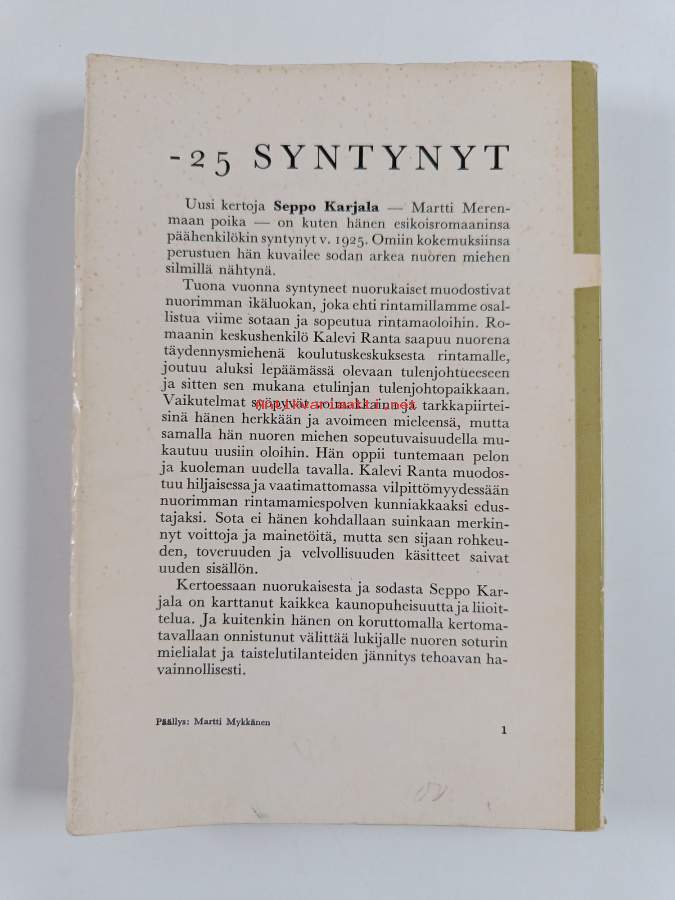 -25 SYNTYNYT
Uusi kertoja Seppo Karjala — Martti Meren-
maan poika — on kuten hänen esikoisromaaninsa
päähenkilökin syntynyt v. 1925. Omiin kokemuksiinsa
perustuen hän kuvailee sodan arkea nuoren miehen
silmillä nähtynä.
Tuona vuonna syntyneet nuorukaiset muodostivat
nuorimman ikäluokan, joka ehti rintamillamme osal-
listua viime sotaan ja sopeutua rintamaoloihin. Ro-
maanin keskushenkilö Kalevi Ranta saapuu nuorena
täydennysmiehenä koulutuskeskuksesta rintamalle,
joutuu aluksi lepäämässä olevaan tulenjohtueeseen
ja sitten sen mukana etulinjan tulenjohtopaikkaan.
Vaikutelmat syöpyvät voimakkain ja tarkkapiirtei-
Antikvariaatti.net
sinä hänen herkkään ja avoimeen mieleensä, mutta
samalla hän nuoren miehen sopeutuvaisuudella mu-
kautuu uusiin oloihin. Hän oppii tuntemaan pelon
ja kuoleman uudella tavalla. Kalevi Ranta muodos-
tuu hiljaisessa ja vaatimattomassa vilpittömyydessään
nuorimman rintamamiespolven kunniakkaaksi edus-
tajaksi. Sota ei hänen kohdallaan suinkaan merkin-
nyt voittoja ja mainetöitä, mutta sen sijaan rohkeu-
den, toveruuden ja velvollisuuden käsitteet saivat
uuden sisällön.
Kertoessaan nuorukaisesta ja sodasta Seppo Kar-
jala on karttanut kaikkea kaunopuheisuutta ja liioit-
telua. Ja kuitenkin hänen on koruttomalla kertoma-
tavallaan onnistunut välittää lukijalle nuoren soturin
mielialat ja taistelutilanteiden jännitys tehoavan ha-
vainnollisesti.
Päällys: Martti Mykkänen
1